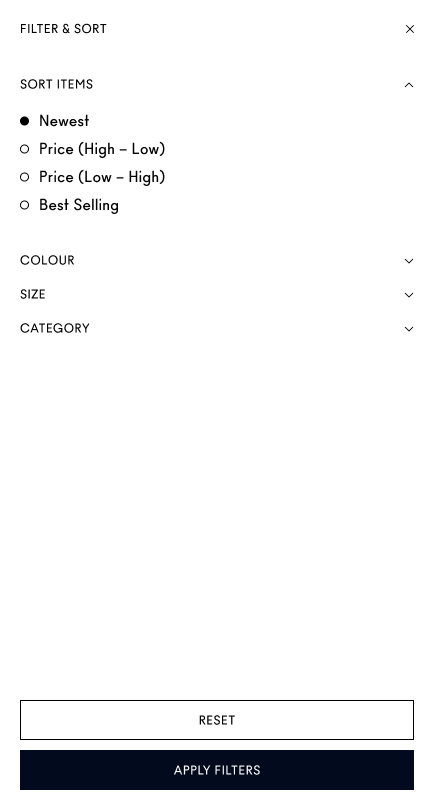 FILTER & SORT
SORT ITEMS
Newest
Price (High – Low)
Price (Low – High)
Best Selling
COLOUR
SIZE
CATEGORY
RESET
APPLY FILTERS